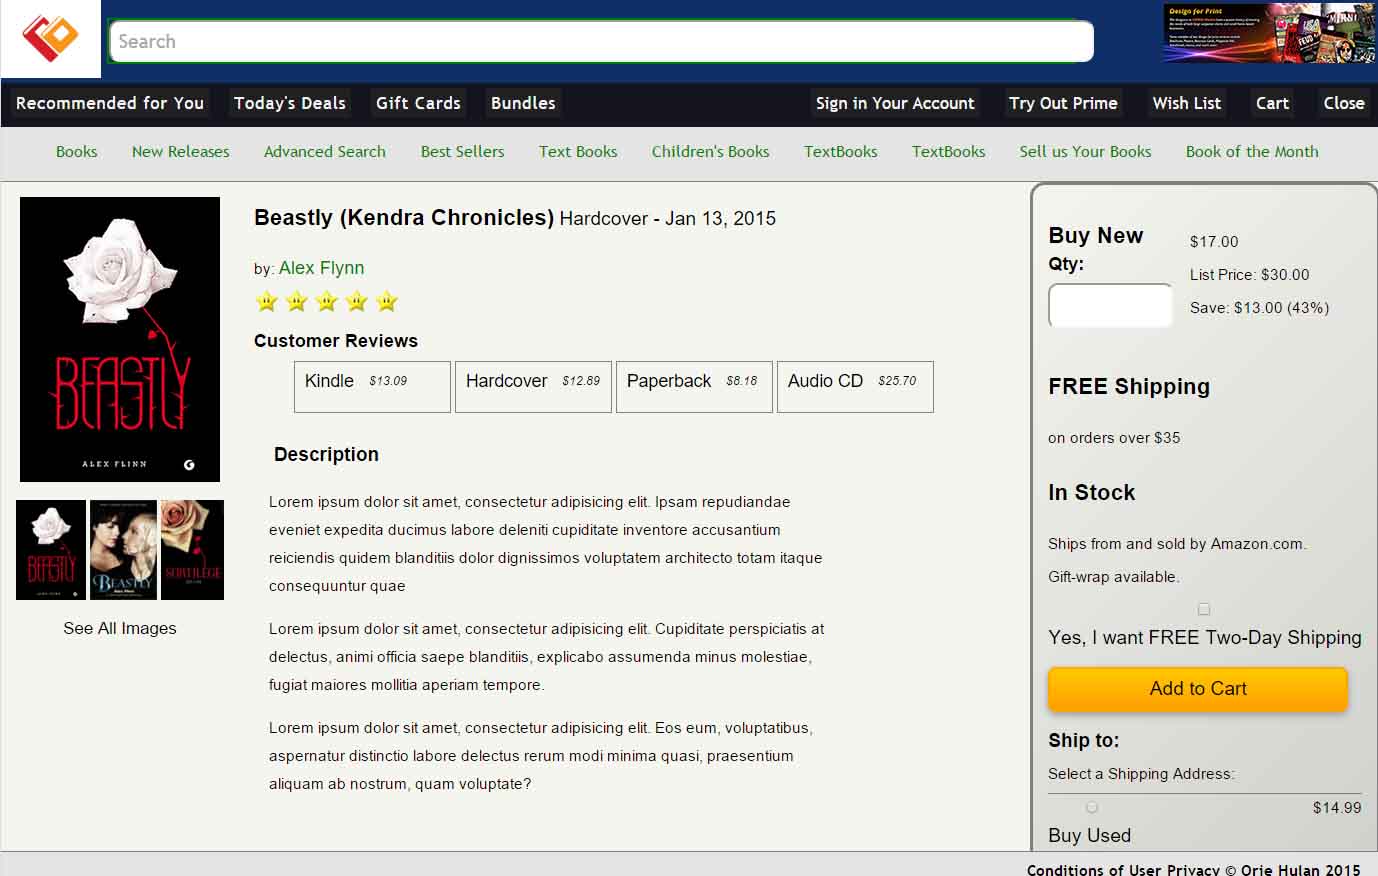 Search
Design for Print
Recommended for You Today's Deals Gift Cards Bundles Sign in Your Account Try Out Prime Wish List Cart Close
Books New Releases Advanced Search Best Sellers Text Books Children's Books TextBooks TextBooks Sell us Your Books Book of the Month
BEASTLY
ALEX FLINN
BEASTLY
BEASTLY
SORTILÈGE
See All Images
Beastly (Kendra Chronicles) Hardcover - Jan 13, 2015
by: Alex Flynn
Customer Reviews
Kindle $13.09 Hardcover $12.89 Paperback $8.18 Audio CD $25.70
Description
Lorem ipsum dolor sit amet, consectetur adipisicing elit. Ipsam repudiandae
eveniet expedita ducimus labore deleniti cupiditate inventore accusantium
reiciendis quidem blanditiis dolor dignissimos voluptatem architecto totam itaque
consequuntur quae
Lorem ipsum dolor sit amet, consectetur adipisicing elit. Cupiditate perspiciatis at
delectus, animi officia saepe blanditiis, explicabo assumenda minus molestiae,
fugiat maiores mollitia aperiam tempore.
Lorem ipsum dolor sit amet, consectetur adipisicing elit. Eos eum, voluptatibus,
aspernatur distinctio labore delectus rerum modi minima quasi, praesentium
aliquam ab nostrum, quam voluptate?
Buy New
Qty:
$17.00
List Price: $30.00
Save: $13.00 (43%)
FREE Shipping
on orders over $35
In Stock
Ships from and sold by Amazon.com.
Gift-wrap available.
Yes, I want FREE Two-Day Shipping
Add to Cart
Ship to:
Select a Shipping Address:
$14.99
Buy Used
Conditions of User Privacy © Orie Hulan 2015